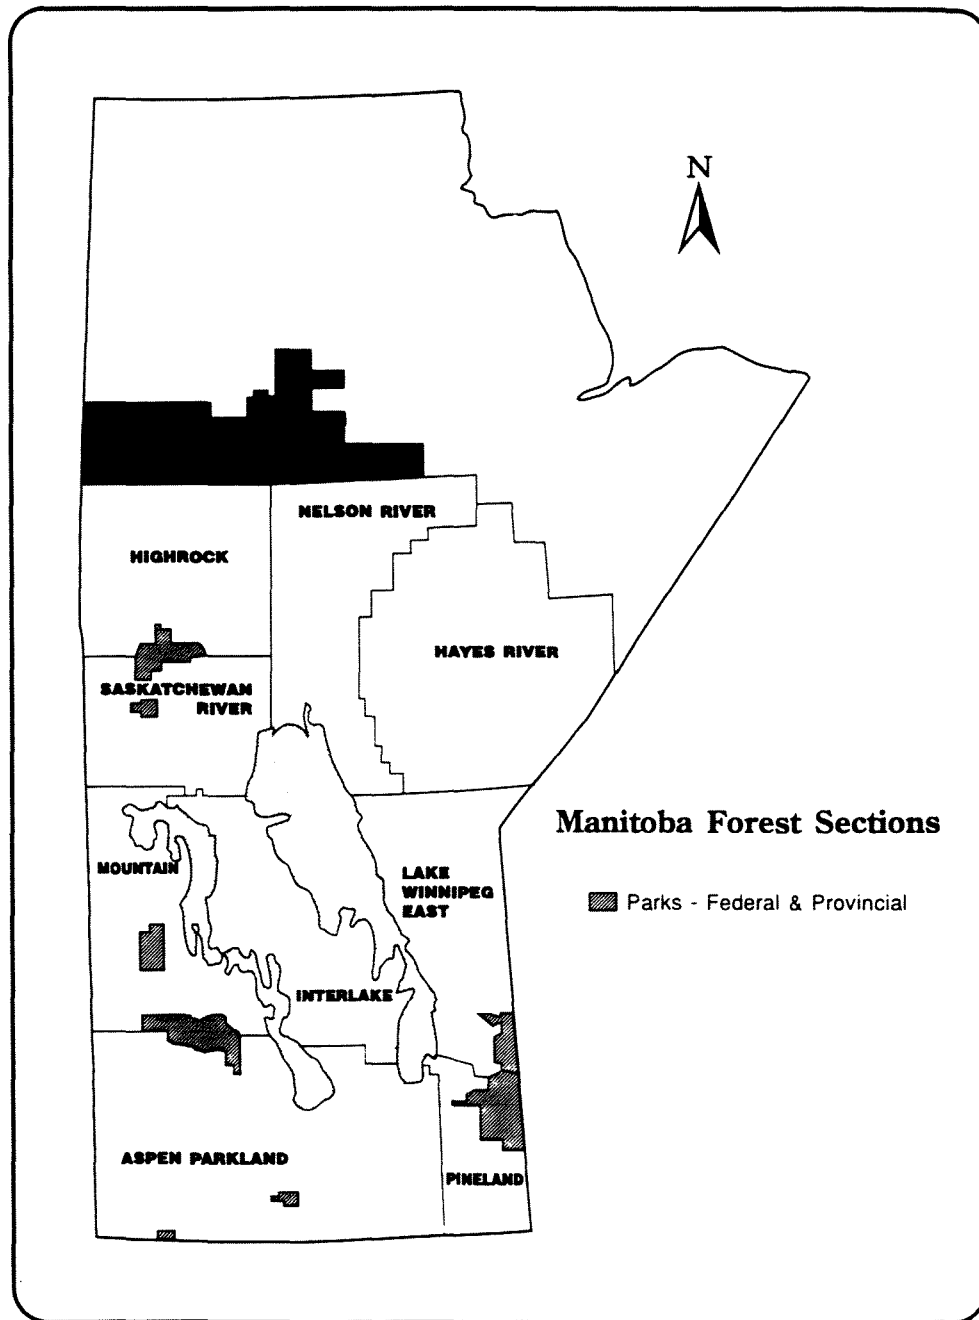 N
NELSON RIVER
HIGHROCK
HAYES RIVER
SASKATCHEWAN
RIVER
Manitoba Forest Sections
MOUNTAIN
LAKE
WINNIPEG
EAST
Parks - Federal & Provincial
INTERLAKE
ASPEN PARKLAND
PINELAND